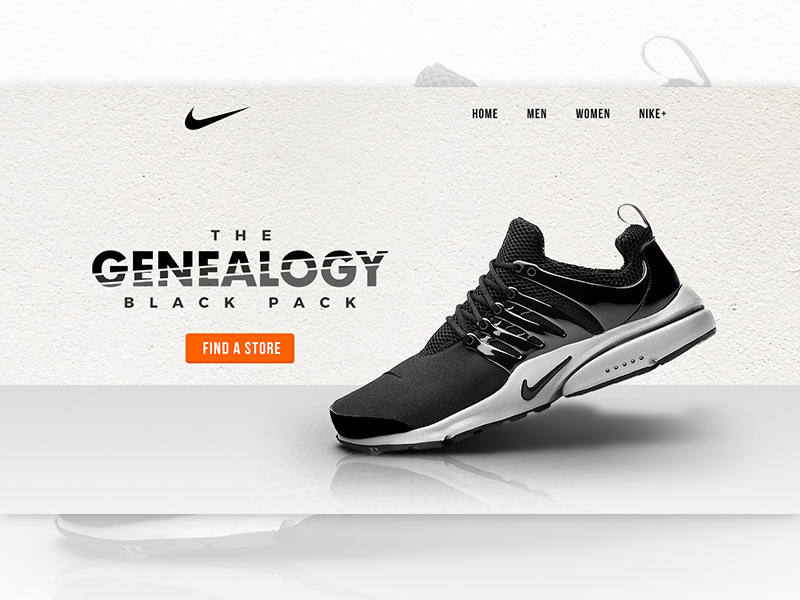 HOME MEN WOMEN NIKE+
THE
GENEALOGY
BLACK PACK
FIND A STORE